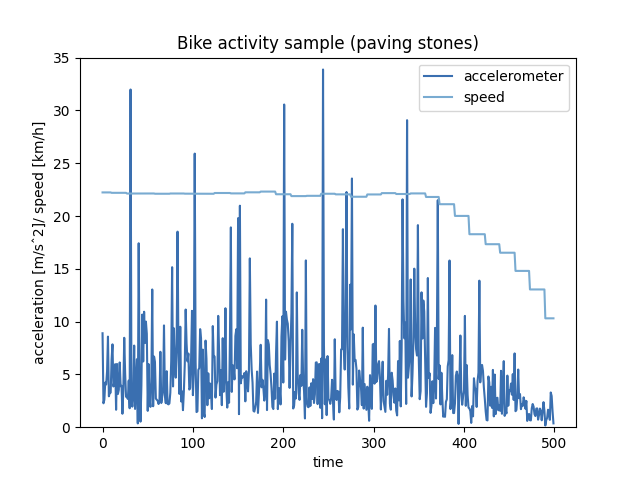 Bike activity sample (paving stones)
accelerometer
speed
acceleration [m/s^2]/ speed [km/h]
35
30
25
20
15
10
5
0
0 100 200 300 400 500
time